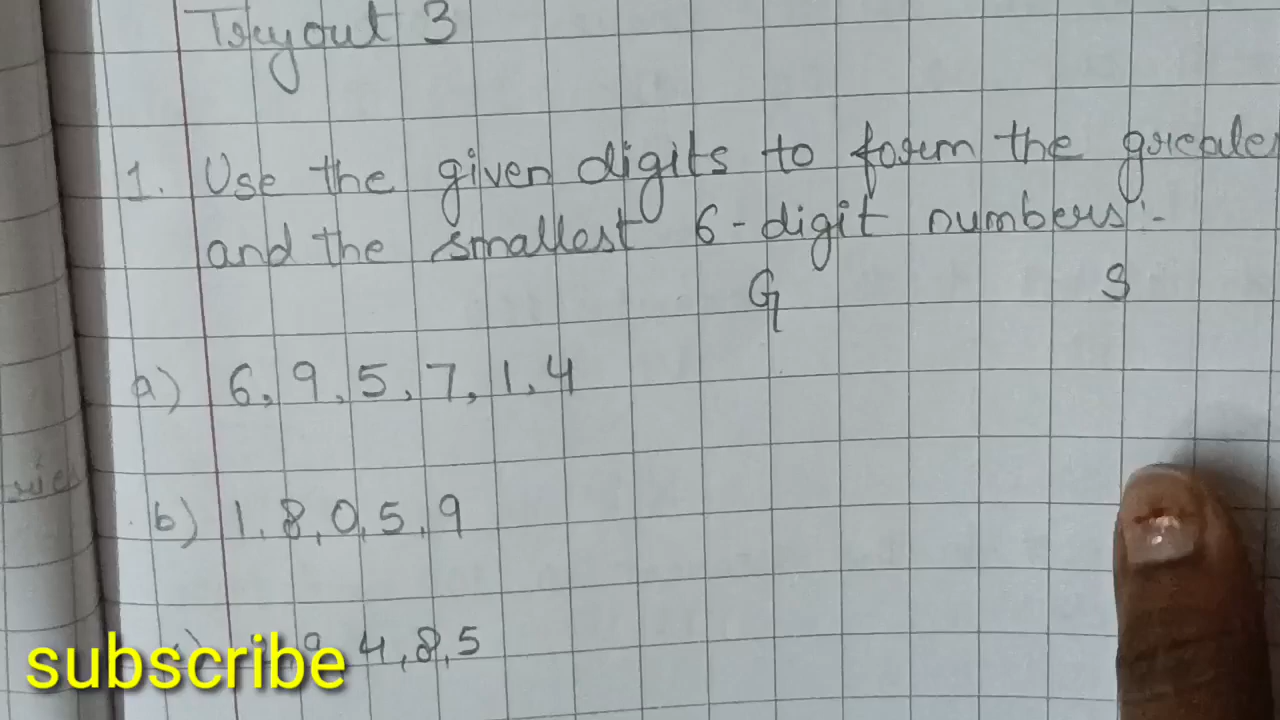 Tryout 3
1. Use the given digits to form the
and the smallest 6-digit numbers:-
G S
a) 6, 9, 5, 7, 1, 4
b) 1, 8, 0, 5, 9
4, 8, 5
subscribe